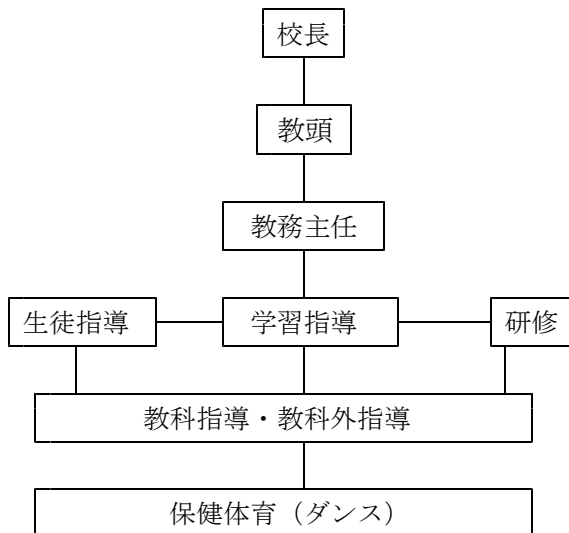 校長
教頭
教務主任
生徒指導
学習指導
研修
教科指導・教科外指導
保健体育（ダンス）